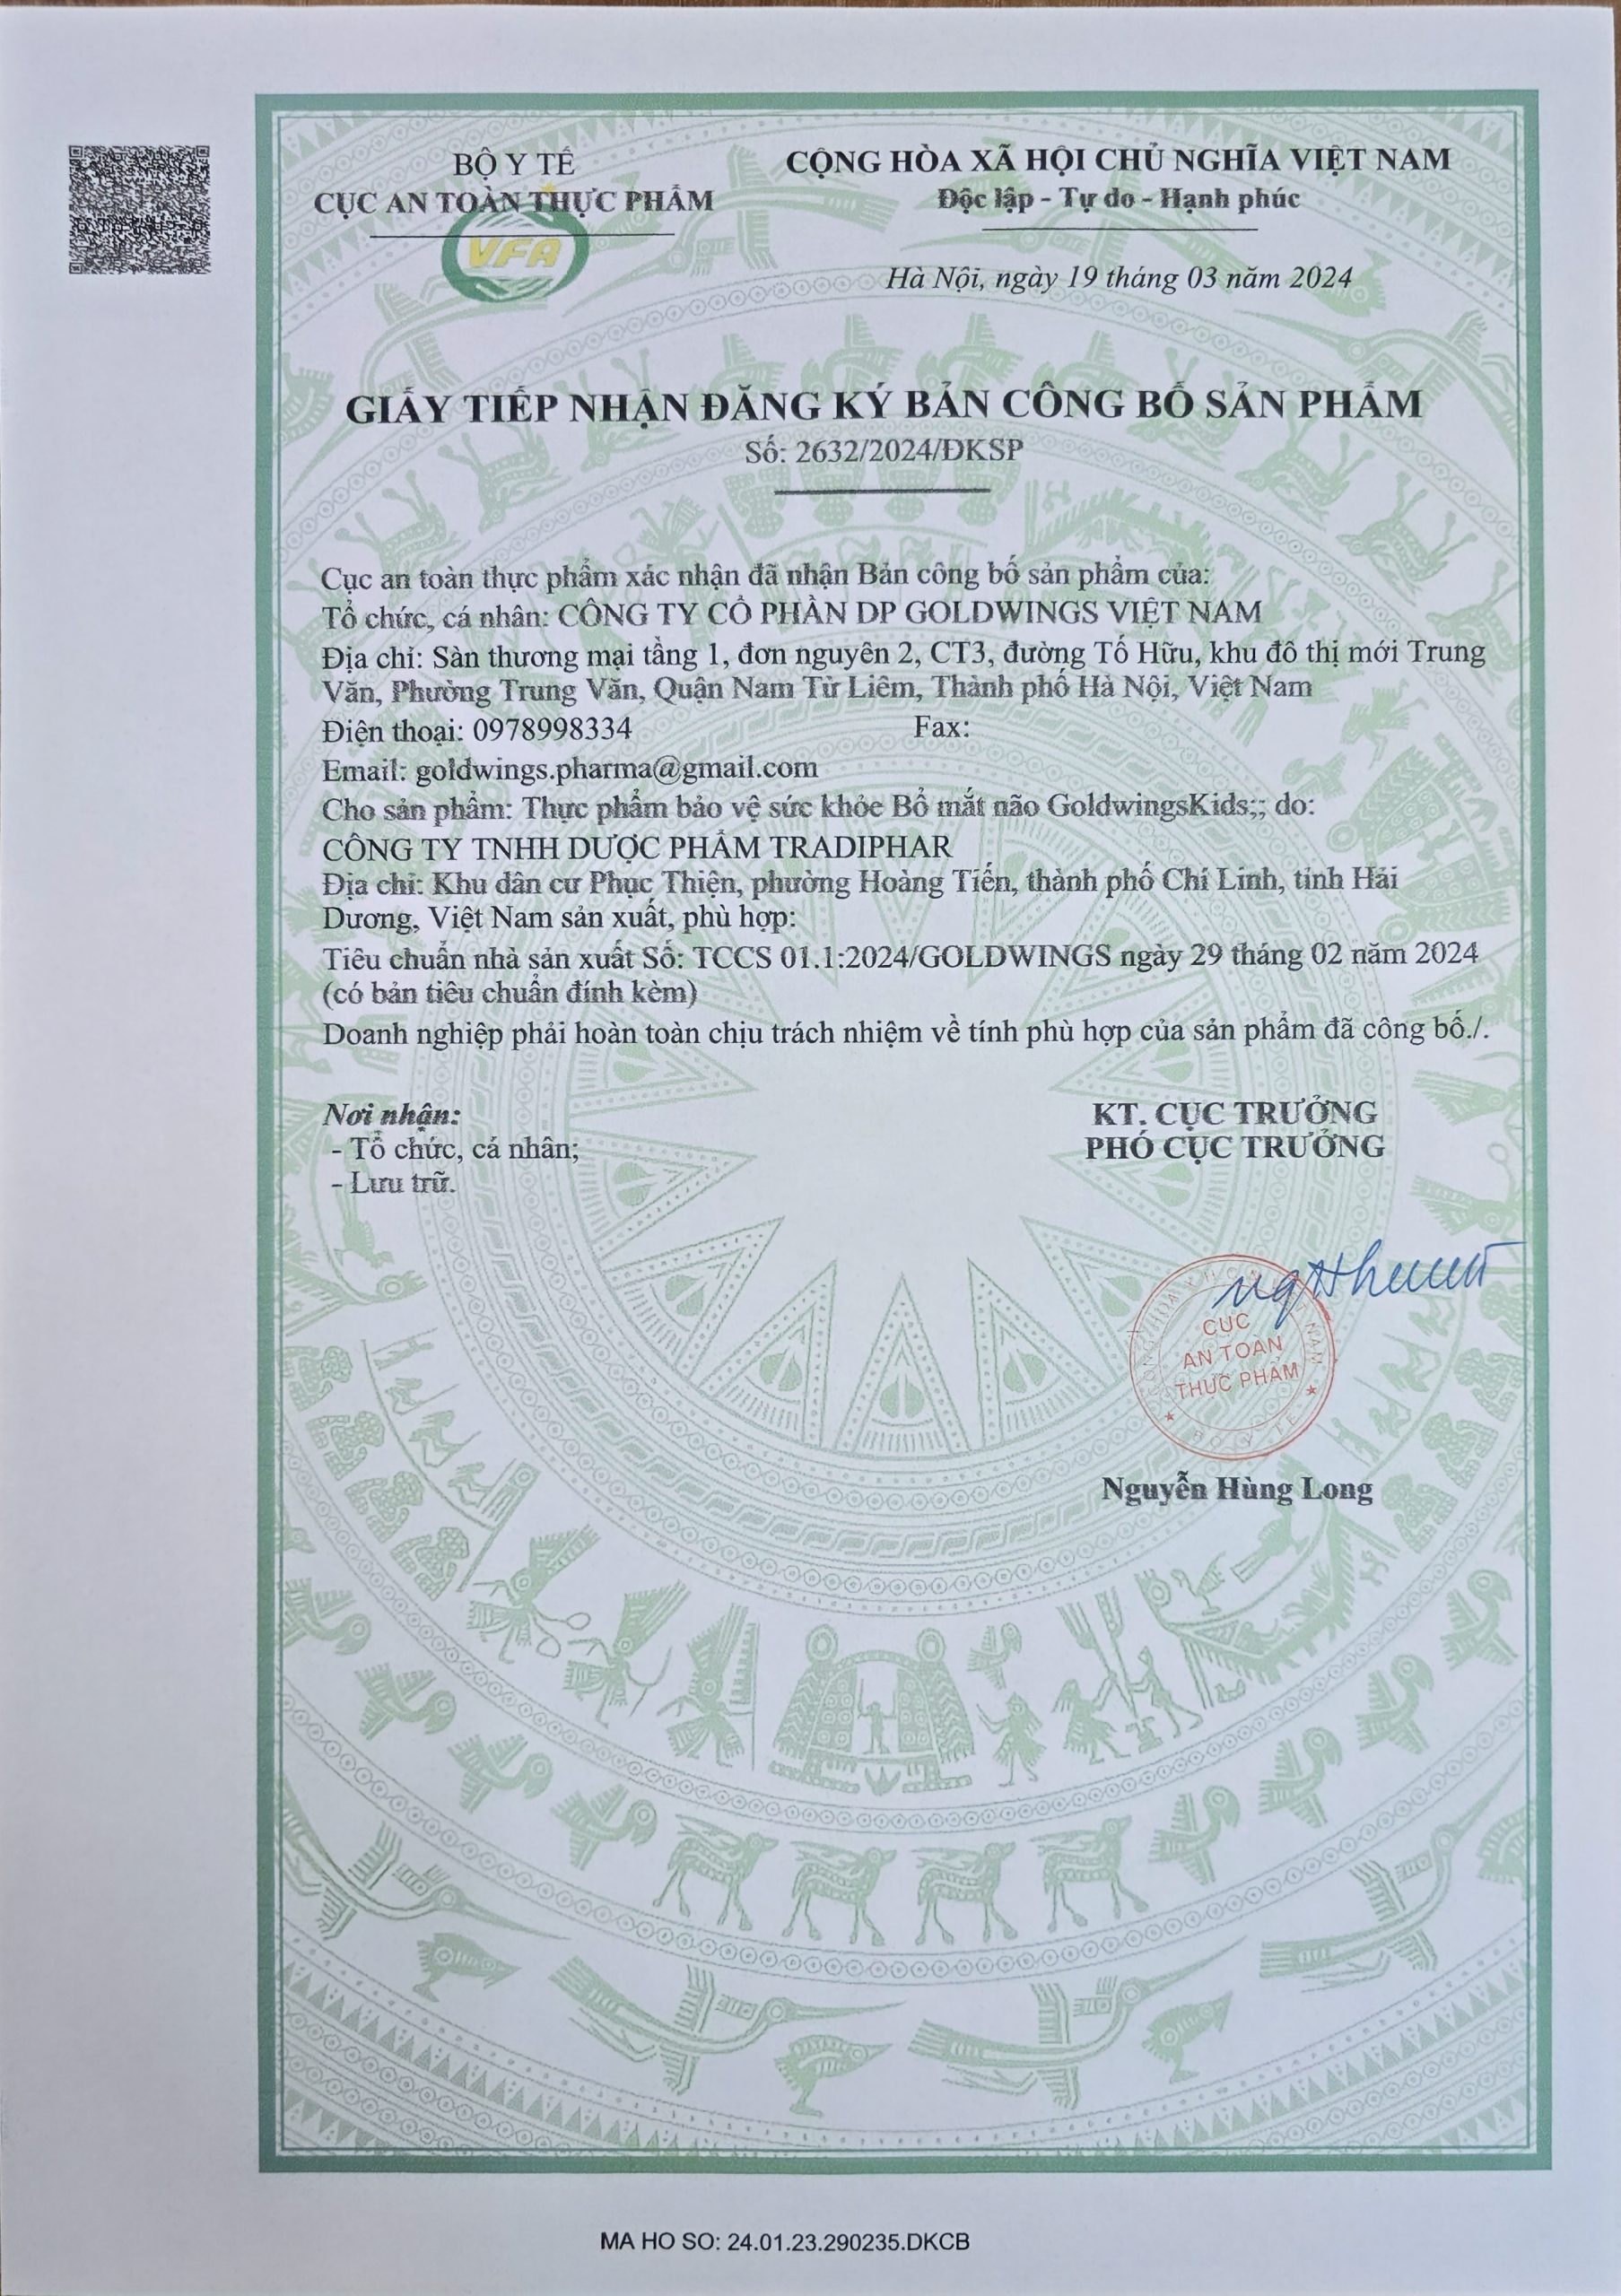 BỘ Y TẾ
CỤC AN TOÀN THỰC PHẨM
VFA
CỘNG HÒA XÃ HỘI CHỦ NGHĨA VIỆT NAM
Độc lập - Tự do - Hạnh phúc
Hà Nội, ngày 19 tháng 03 năm 2024
GIẤY TIẾP NHẬN ĐĂNG KÝ BẢN CÔNG BỐ SẢN PHẨM
Số: 2632/2024/ĐKSP
Cục an toàn thực phẩm xác nhận đã nhận Bản công bố sản phẩm của:
Tổ chức, cá nhân: CÔNG TY CỔ PHẦN DP GOLDWINGS VIỆT NAM
Địa chỉ: Sàn thương mại tầng 1, đơn nguyên 2, CT3, đường Tố Hữu, khu đô thị mới Trung
Văn, Phường Trung Văn, Quận Nam Từ Liêm, Thành phố Hà Nội, Việt Nam
Điện thoại: 0978998334 Fax:
Email: goldwings.pharma@gmail.com
Cho sản phẩm: Thực phẩm bảo vệ sức khỏe Bổ mắt não GoldwingsKids;; do:
CÔNG TY TNHH DƯỢC PHẨM TRADIPHAR
Địa chỉ: Khu dân cư Phục Thiện, phường Hoàng Tiến, thành phố Chí Linh, tỉnh Hải
Dương, Việt Nam sản xuất, phù hợp:
Tiêu chuẩn nhà sản xuất Số: TCCS 01.1:2024/GOLDWINGS ngày 29 tháng 02 năm 2024
(có bản tiêu chuẩn đính kèm)
Doanh nghiệp phải hoàn toàn chịu trách nhiệm về tính phù hợp của sản phẩm đã công bố./.
Nơi nhận:
- Tổ chức, cá nhân;
- Lưu trữ.
KT. CỤC TRƯỞNG
PHÓ CỤC TRƯỞNG
CỤC
AN TOÀN
THỰC PHẨM
BỘ Y TẾ
Nguyễn Hùng Long
MA HO SO: 24.01.23.290235.DKCB